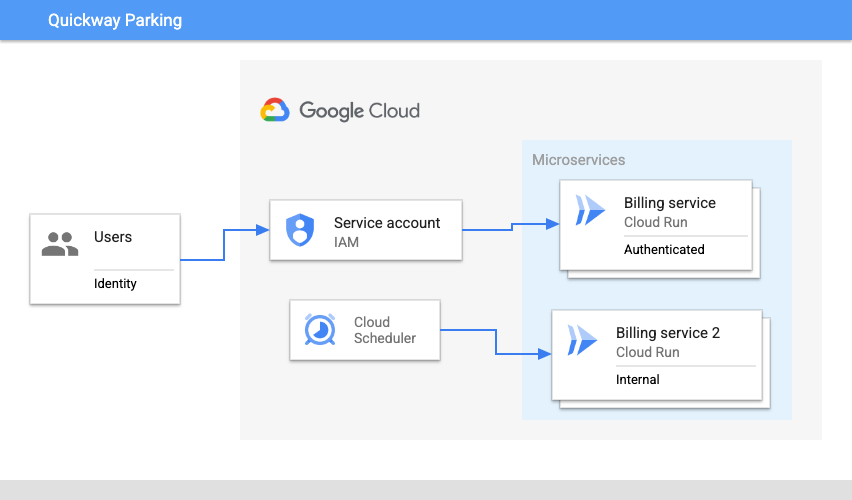 Quickway Parking
Google Cloud
Microservices
Users
Identity
Service account
IAM
Billing service
Cloud Run
Authenticated
Cloud
Scheduler
Billing service 2
Cloud Run
Internal